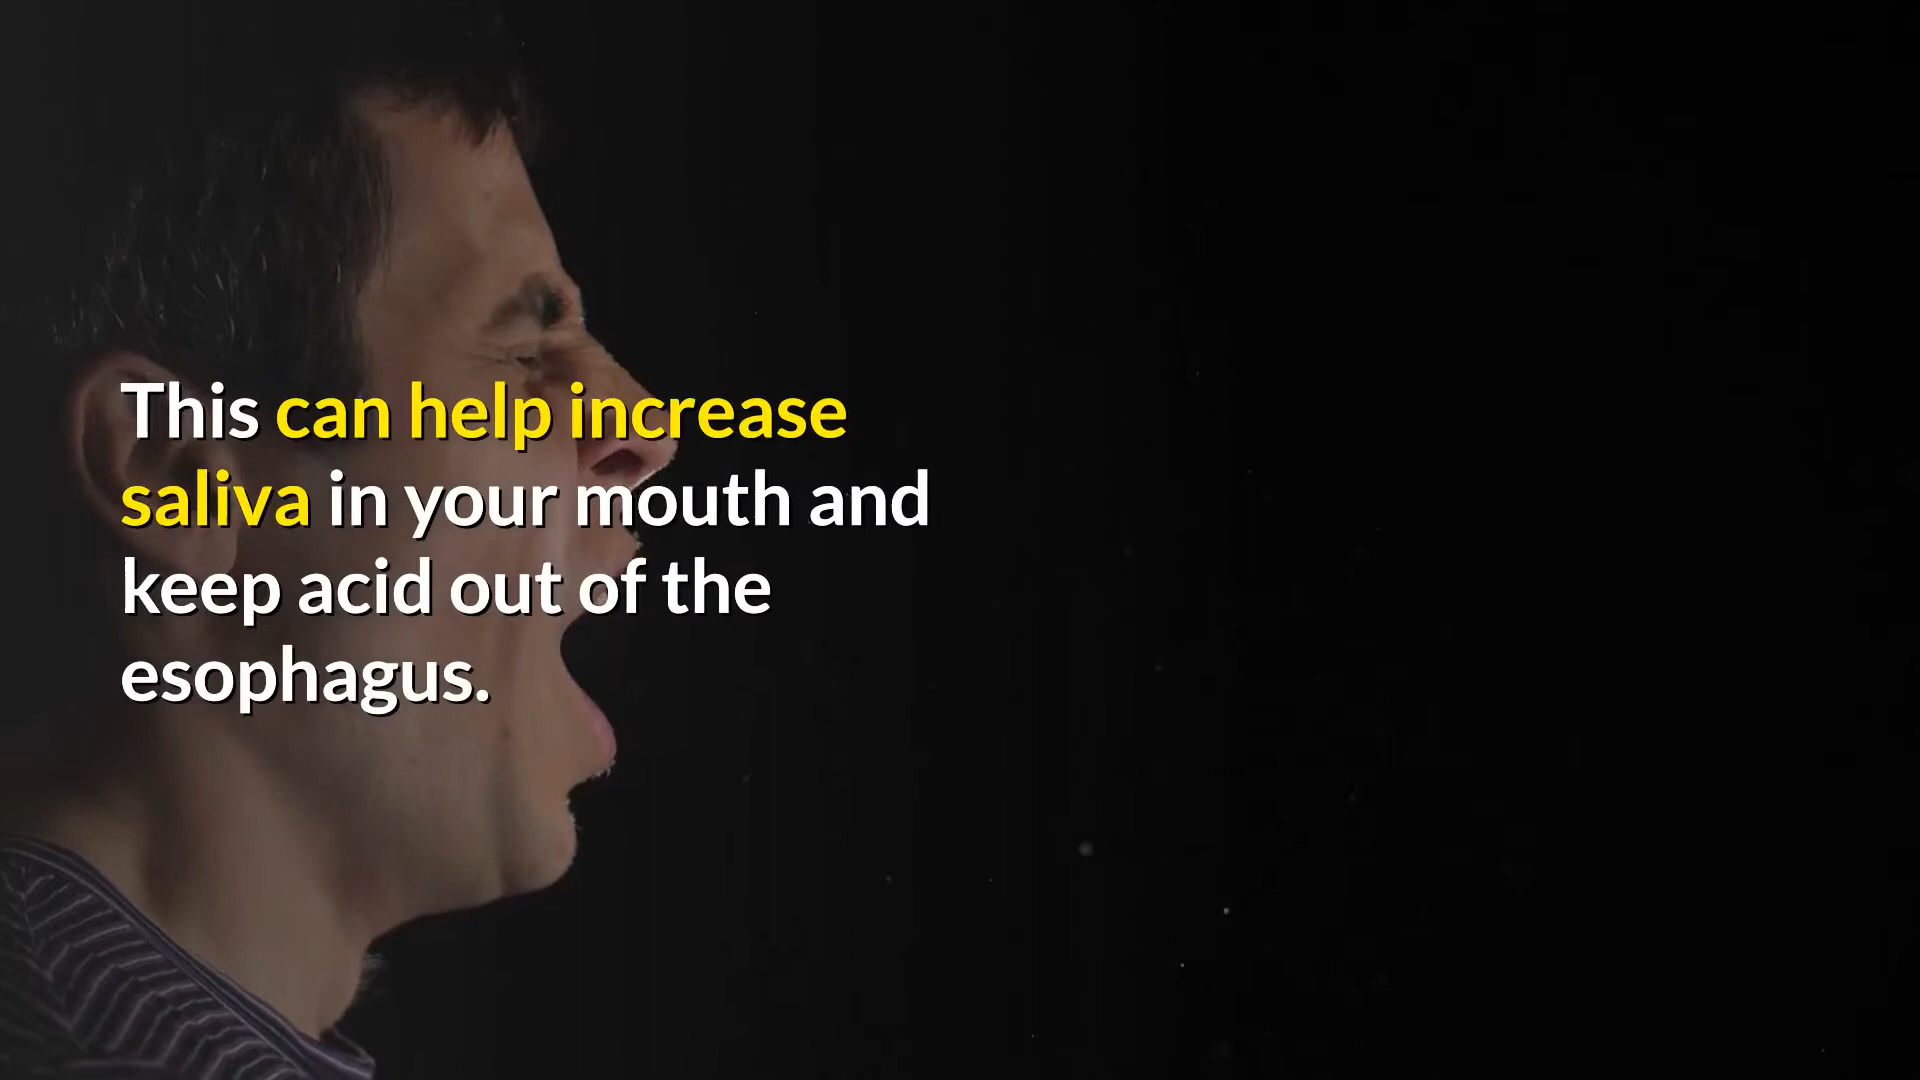 This can help increase
saliva in your mouth and
keep acid out of the
esophagus.